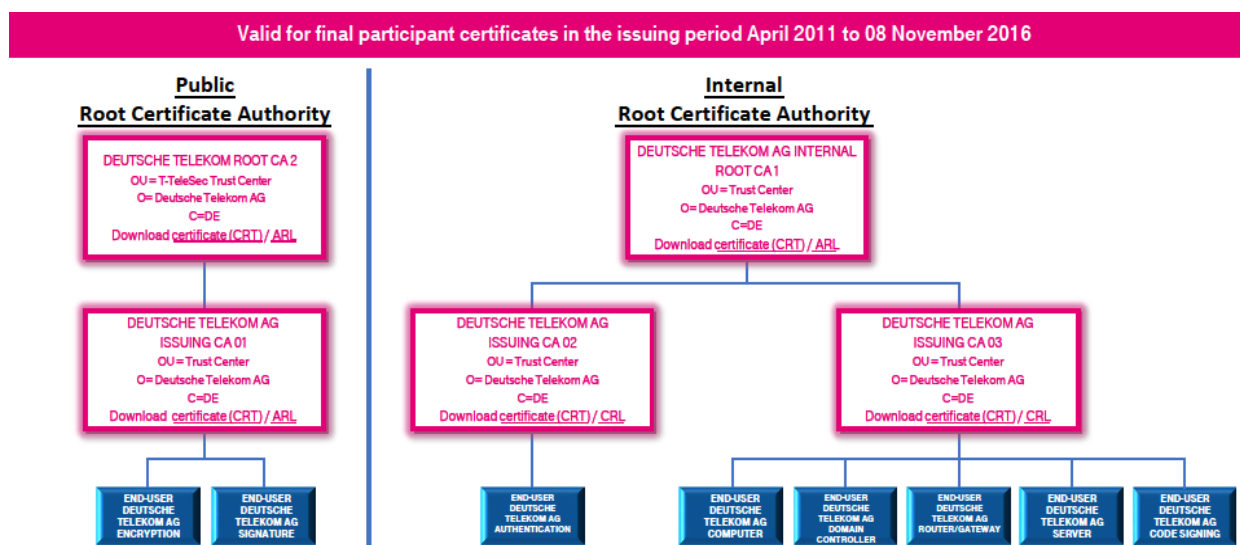 Valid for final participant certificates in the issuing period April 2011 to 08 November 2016
Public
Root Certificate Authority
DEUTSCHE TELEKOM ROOT CA 2
OU = T-TeleSec Trust Center
O= Deutsche Telekom AG
C=DE
Download certificate (CRT) / ARL
DEUTSCHE TELEKOM AG
ISSUING CA 01
OU = Trust Center
O= Deutsche Telekom AG
C=DE
Download certificate (CRT) / ARL
END-USER
DEUTSCHE
TELEKOM AG
ENCRYPTION
END-USER
DEUTSCHE
TELEKOM AG
SIGNATURE
Internal
Root Certificate Authority
DEUTSCHE TELEKOM AG INTERNAL
ROOT CA 1
OU = Trust Center
O= Deutsche Telekom AG
C=DE
Download certificate (CRT) / ARL
DEUTSCHE TELEKOM AG
ISSUING CA 02
OU = Trust Center
O= Deutsche Telekom AG
C=DE
Download certificate (CRT) / CRL
DEUTSCHE TELEKOM AG
ISSUING CA 03
OU = Trust Center
O= Deutsche Telekom AG
C=DE
Download certificate (CRT) / CRL
END-USER
DEUTSCHE
TELEKOM AG
AUTHENTICATION
END-USER
DEUTSCHE
TELEKOM AG
COMPUTER
END-USER
DEUTSCHE
TELEKOM AG
DOMAIN
CONTROLLER
END-USER
DEUTSCHE
TELEKOM AG
ROUTER/GATEWAY
END-USER
DEUTSCHE
TELEKOM AG
SERVER
END-USER
DEUTSCHE
TELEKOM AG
CODE SIGNING